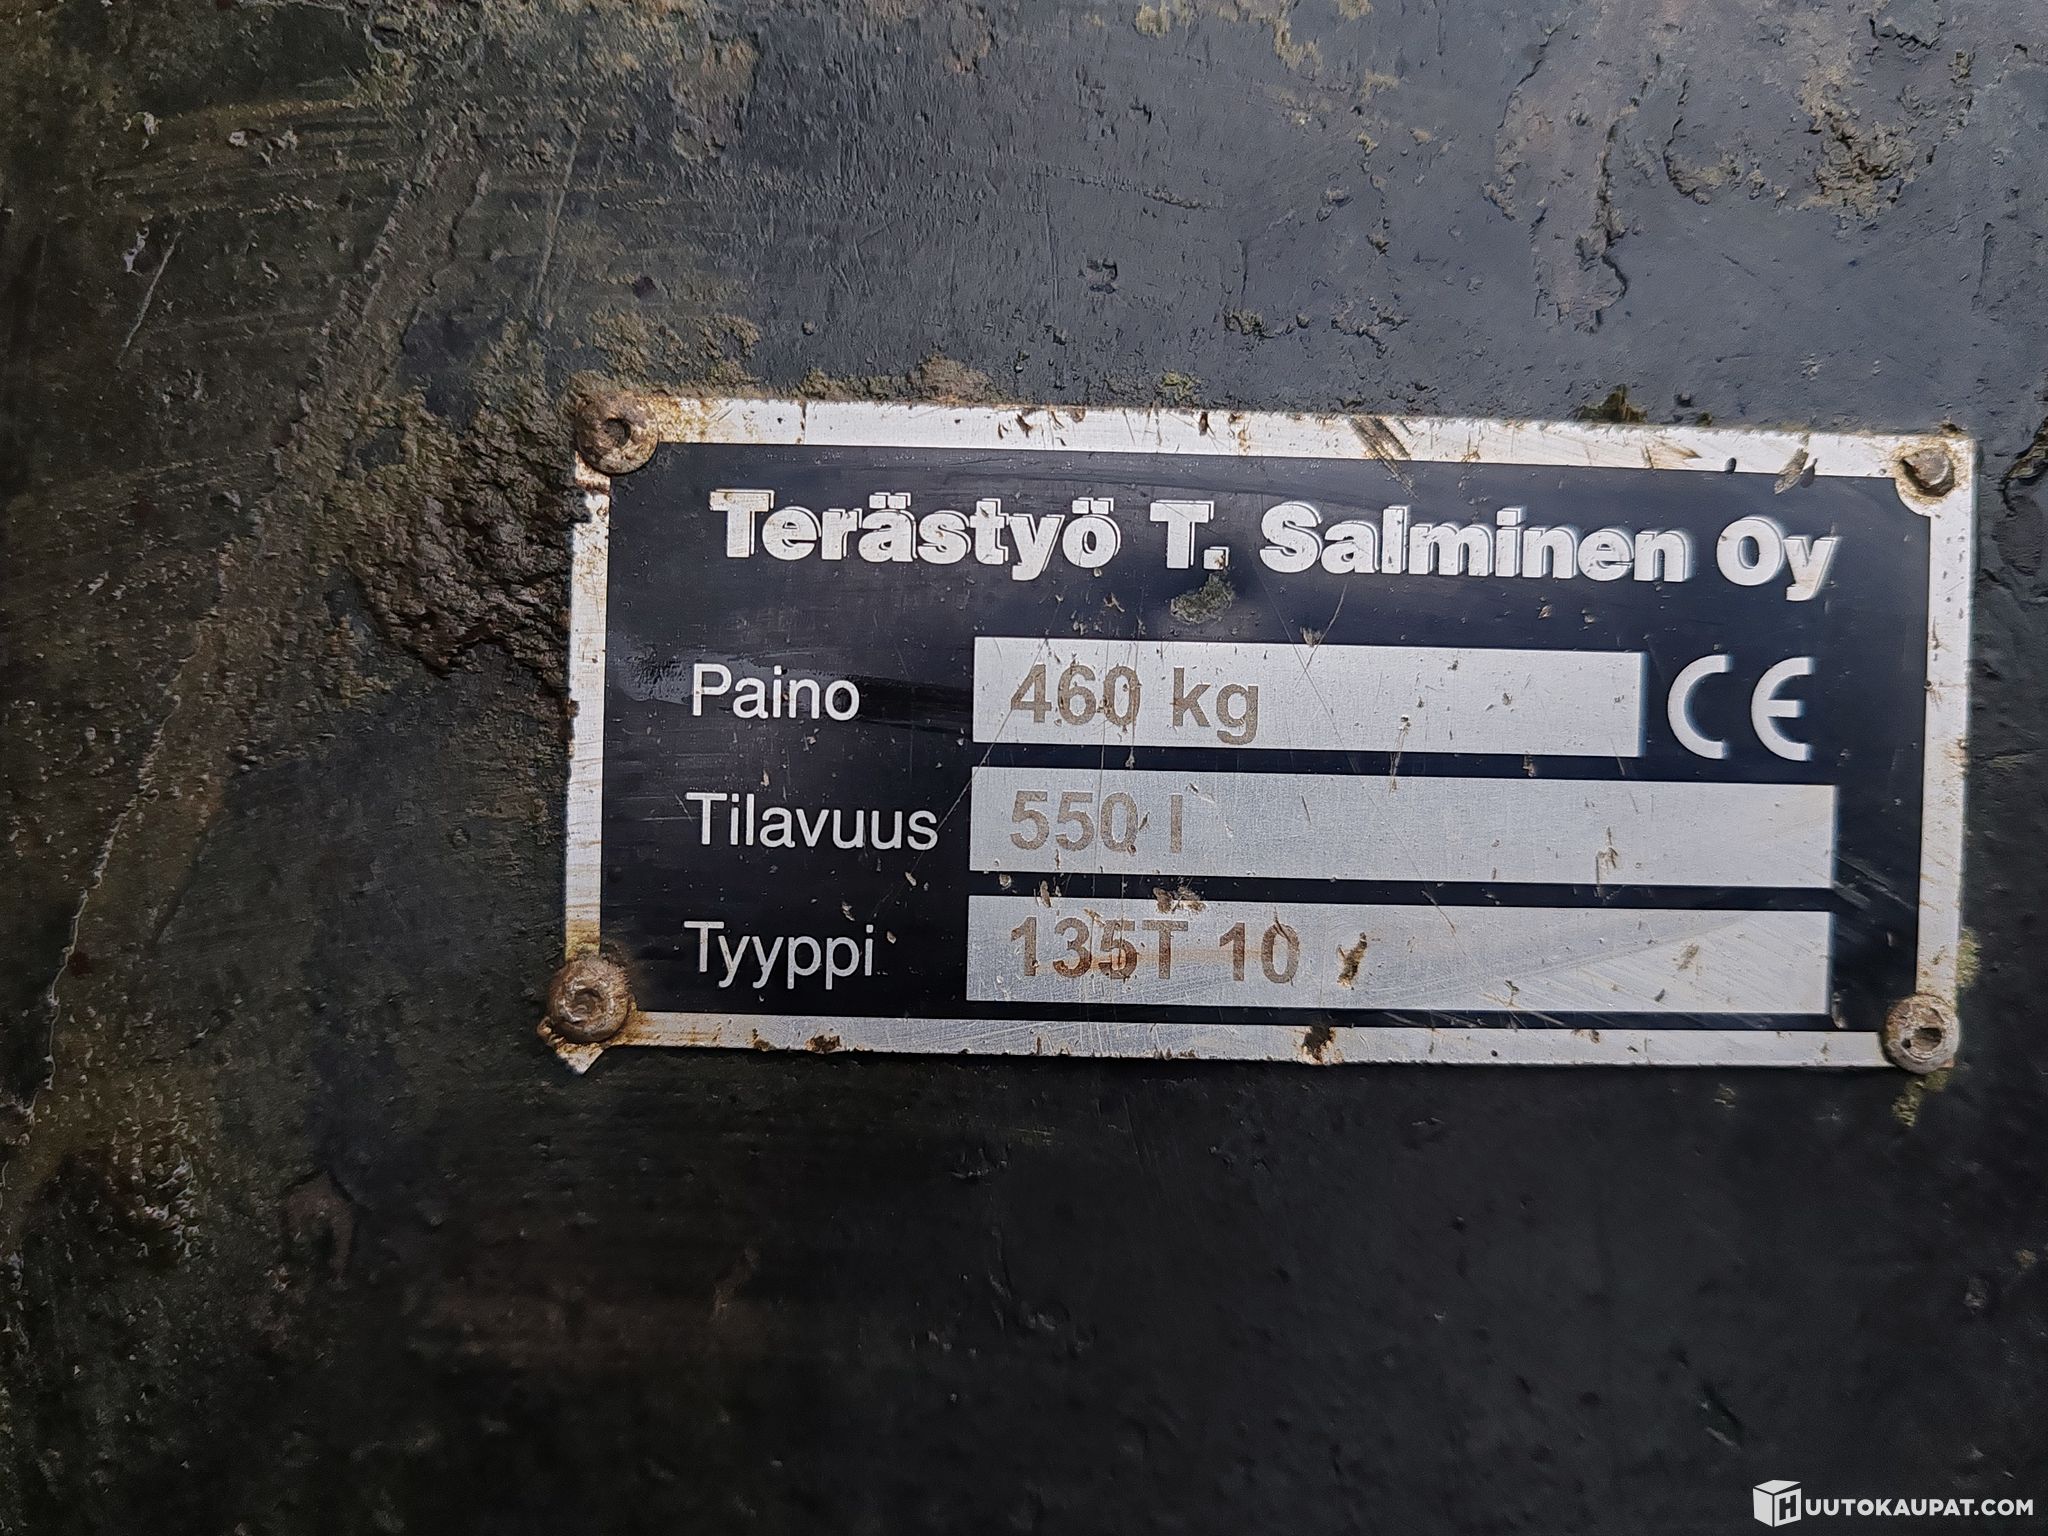 Terästyö T. Salminen Oy
Paino 460 kg CE
Tilavuus 550 l
Tyyppi 135T 10
HUUTOKAUPAT.COM